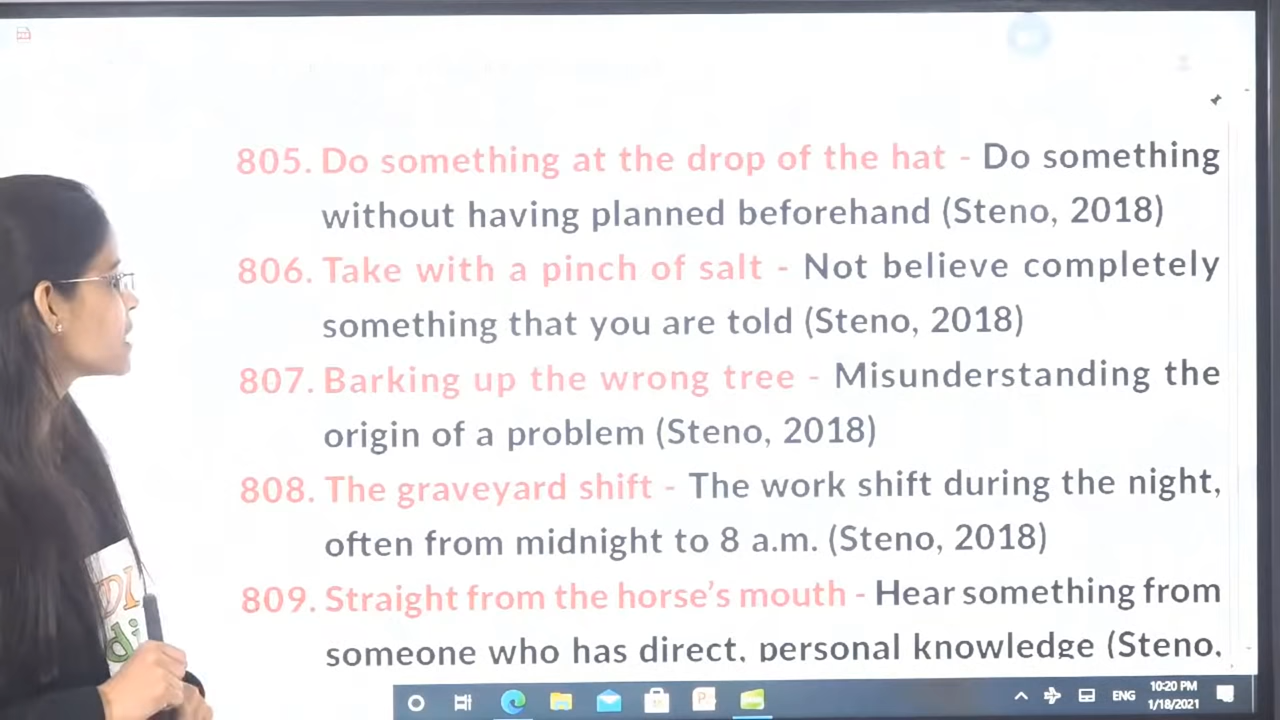 805. Do something at the drop of the hat - Do something
without having planned beforehand (Steno, 2018)
806. Take with a pinch of salt - Not believe completely
something that you are told (Steno, 2018)
807. Barking up the wrong tree - Misunderstanding the
origin of a problem (Steno, 2018)
808. The graveyard shift - The work shift during the night,
often from midnight to 8 a.m. (Steno, 2018)
809. Straight from the horse's mouth - Hear something from
someone who has direct, personal knowledge (Steno,
ENG
10:20 PM
1/18/2021